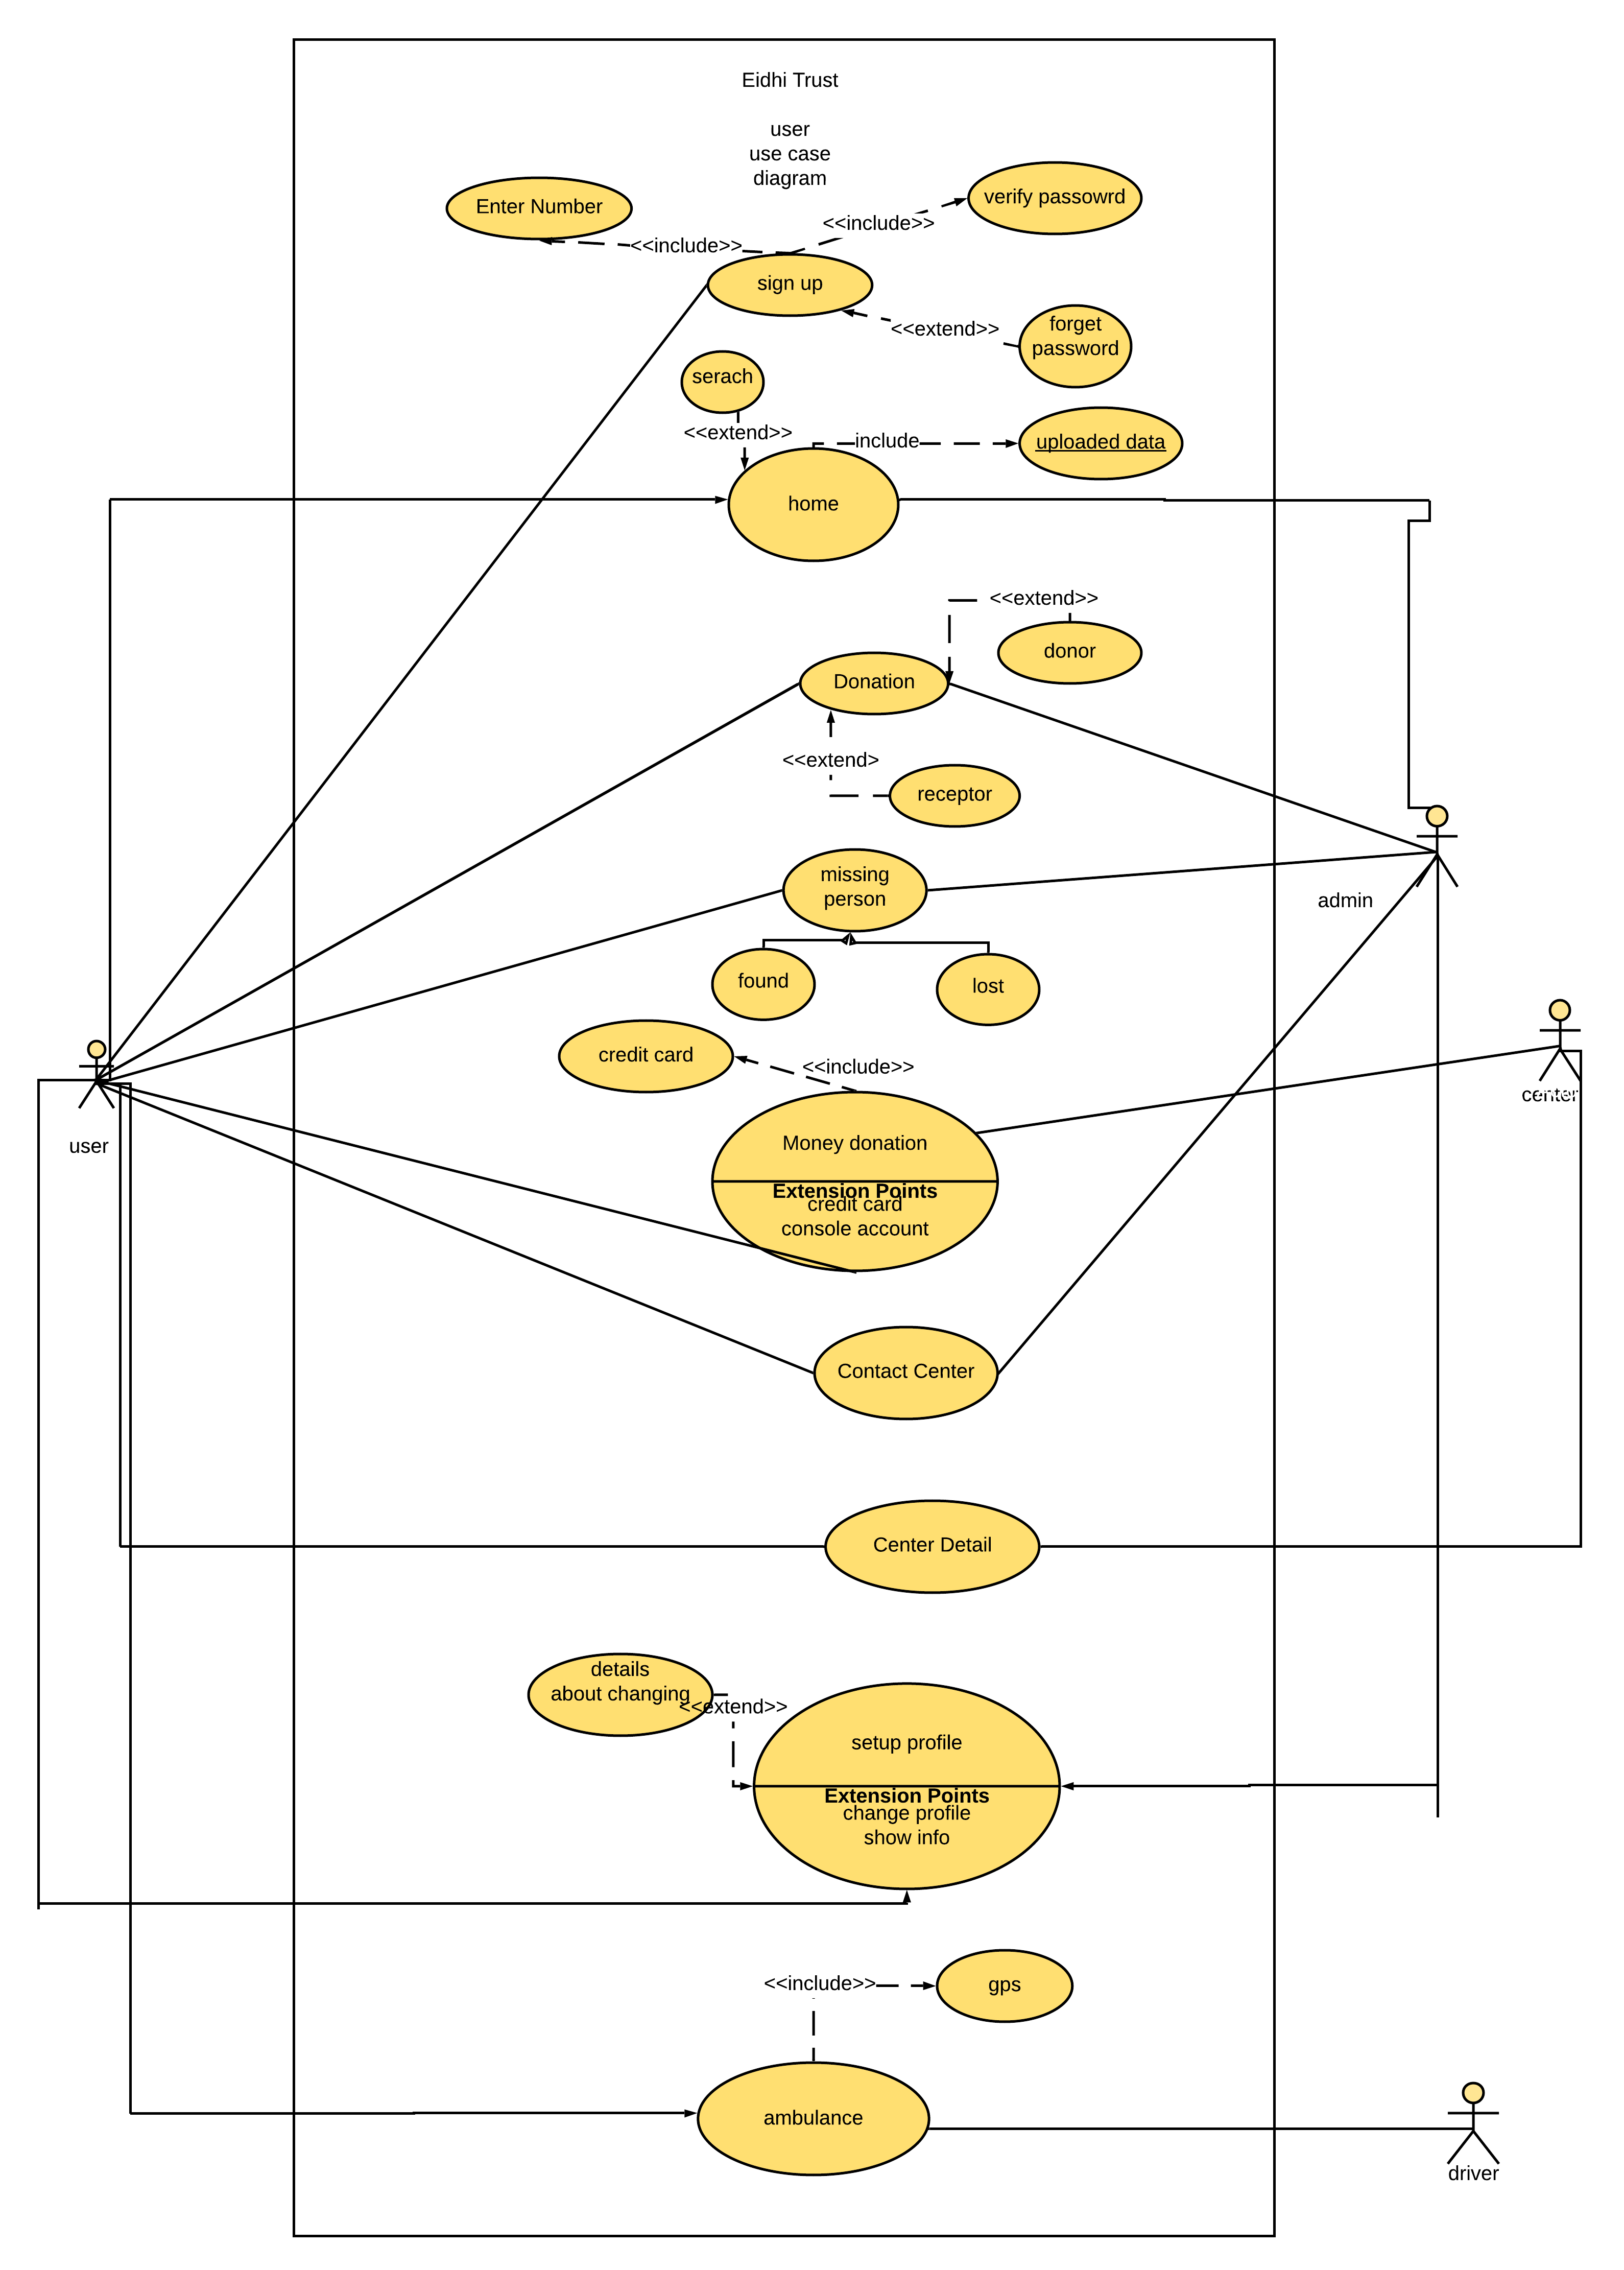 Eidhi Trust
user
use case
diagram
Enter Number
verify passowrd
<<include>>
<<include>>
sign up
forget
password
<<extend>>
serach
<<extend>>
include
uploaded data
home
<<extend>>
donor
Donation
<<extend>
receptor
missing
person
admin
found
lost
credit card
<<include>>
center
user
Money donation
Extension Points
credit card
console account
Contact Center
Center Detail
details
about changing
<<extend>>
setup profile
Extension Points
change profile
show info
<<include>>
gps
ambulance
driver